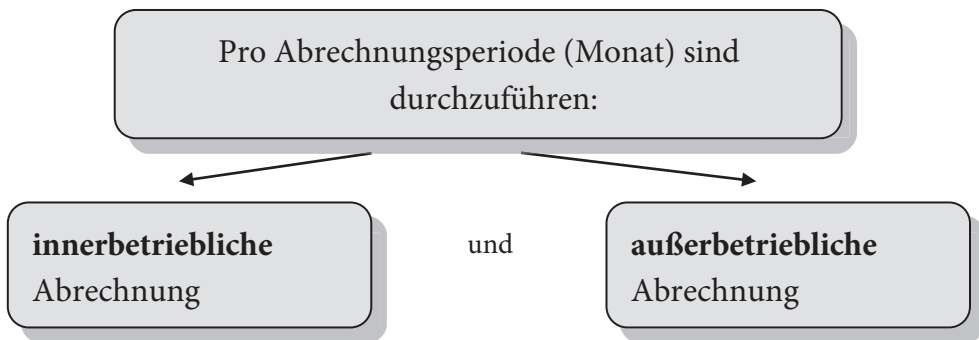 Pro Abrechnungsperiode (Monat) sind
durchzuführen:
innerbetriebliche
Abrechnung
und
außerbetriebliche
Abrechnung